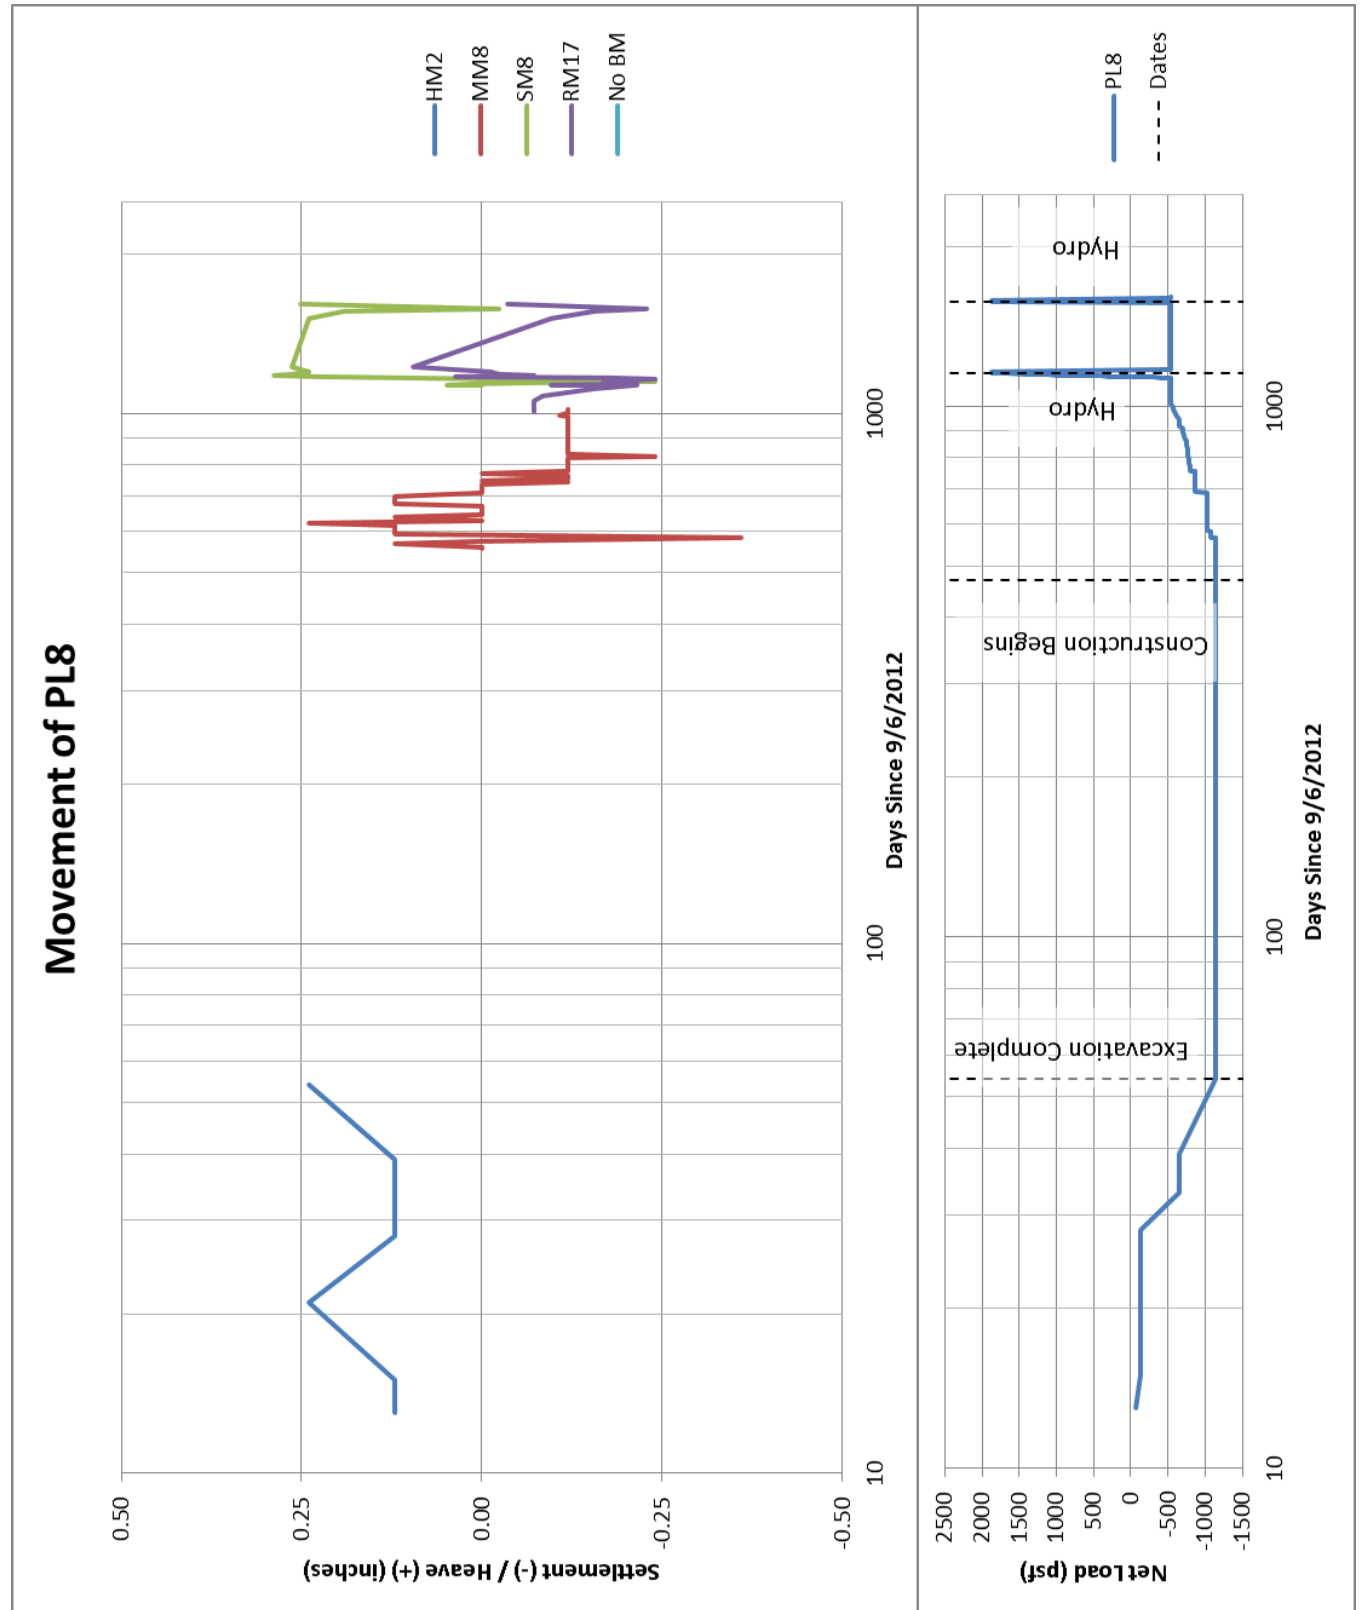 Movement of PL8
0.50
0.25
0.00
-0.25
-0.50
Settlement (-) / Heave (+) (inches)
10
100
1000
Days Since 9/6/2012
HM2
MM8
SM8
RM17
No BM
2500
2000
1500
1000
500
0
-500
-1000
-1500
Net Load (psf)
Excavation Complete
Construction Begins
Hydro
Hydro
10
100
1000
Days Since 9/6/2012
PL8
Dates